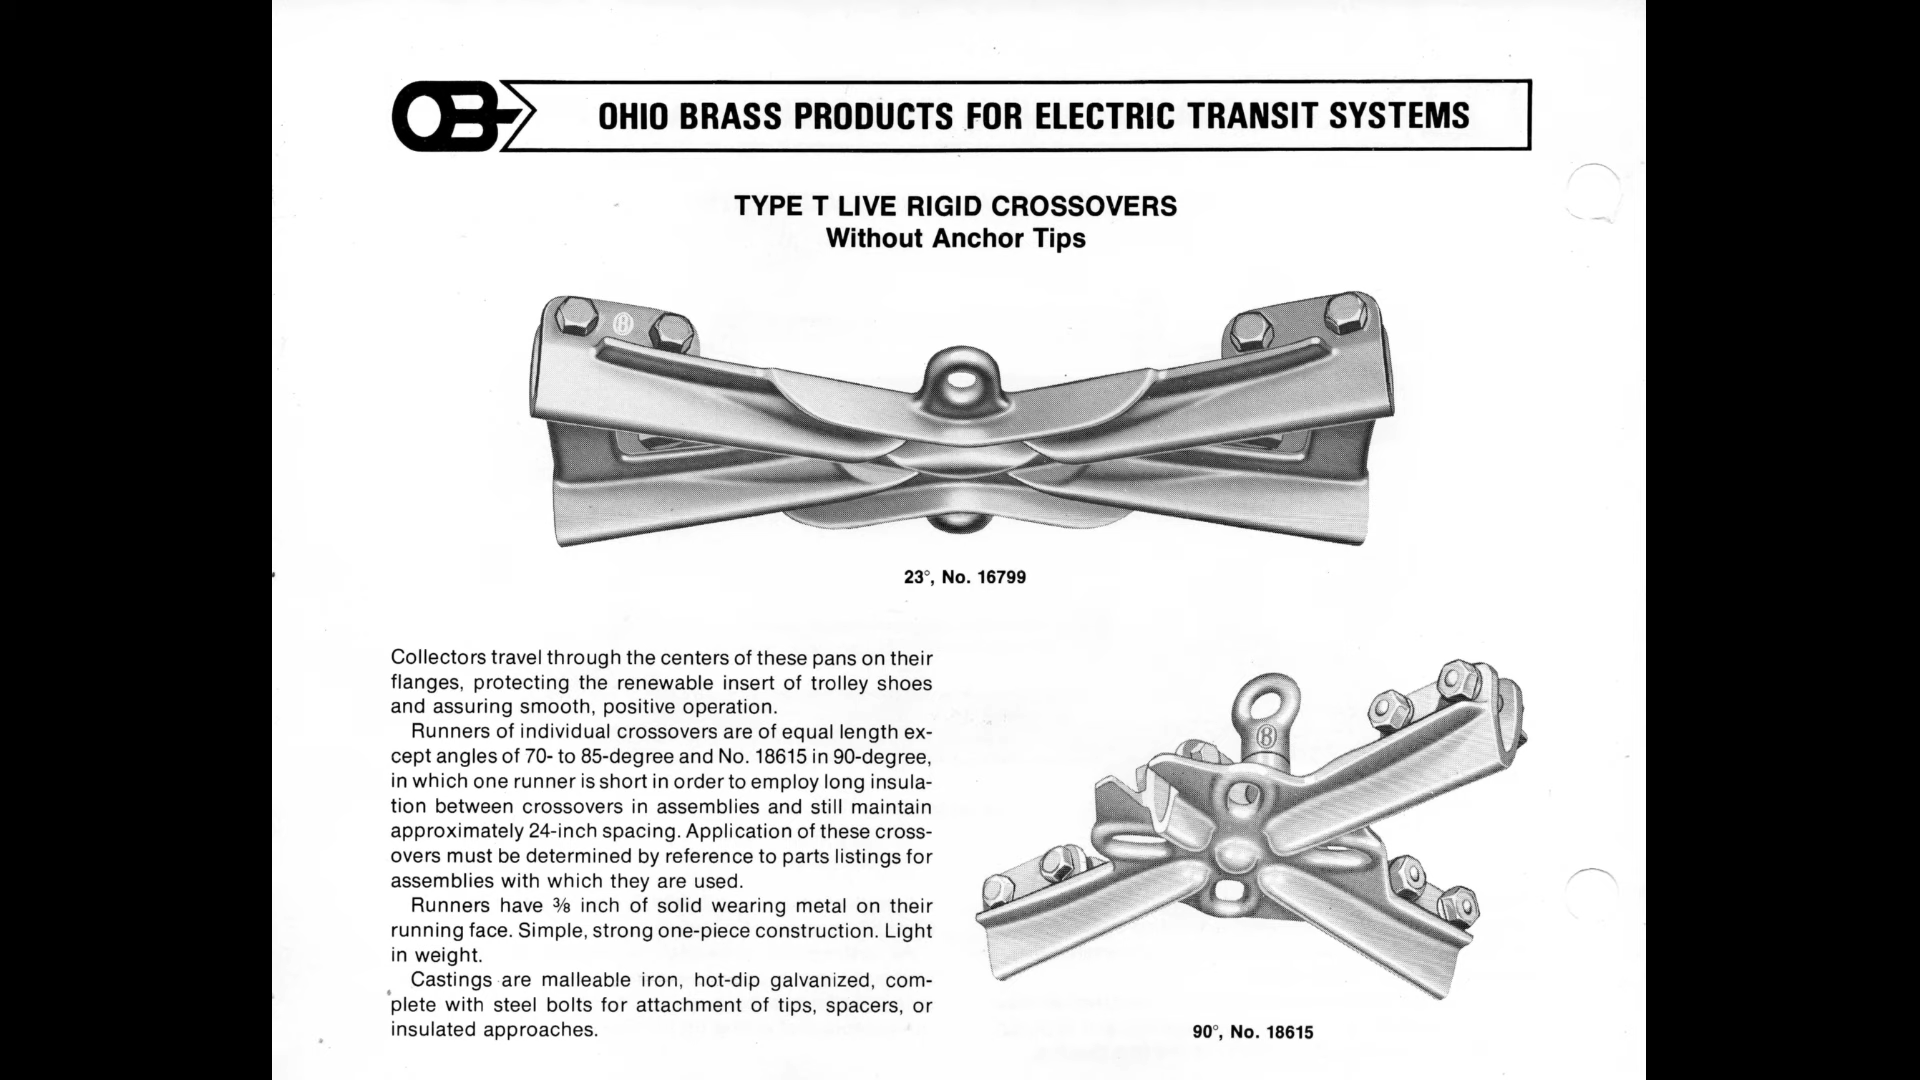 OB
OHIO BRASS PRODUCTS FOR ELECTRIC TRANSIT SYSTEMS
TYPE T LIVE RIGID CROSSOVERS
Without Anchor Tips
B
23°, No. 16799
Collectors travel through the centers of these pans on their
flanges, protecting the renewable insert of trolley shoes
and assuring smooth, positive operation.
Runners of individual crossovers are of equal length ex-
cept angles of 70- to 85-degree and No. 18615 in 90-degree,
in which one runner is short in order to employ long insula-
tion between crossovers in assemblies and still maintain
approximately 24-inch spacing. Application of these cross-
overs must be determined by reference to parts listings for
assemblies with which they are used.
Runners have ⅜ inch of solid wearing metal on their
running face. Simple, strong one-piece construction. Light
in weight.
Castings are malleable iron, hot-dip galvanized, com-
plete with steel bolts for attachment of tips, spacers, or
insulated approaches.
B
90°, No. 18615